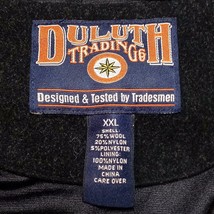 DULUTH
TRADING Co
Designed & Tested by Tradesmen
XXL
SHELL:
75%WOOL
20%NYLON
5%POLYESTER
LINING:
100%NYLON
MADE IN
CHINA
CARE OVER